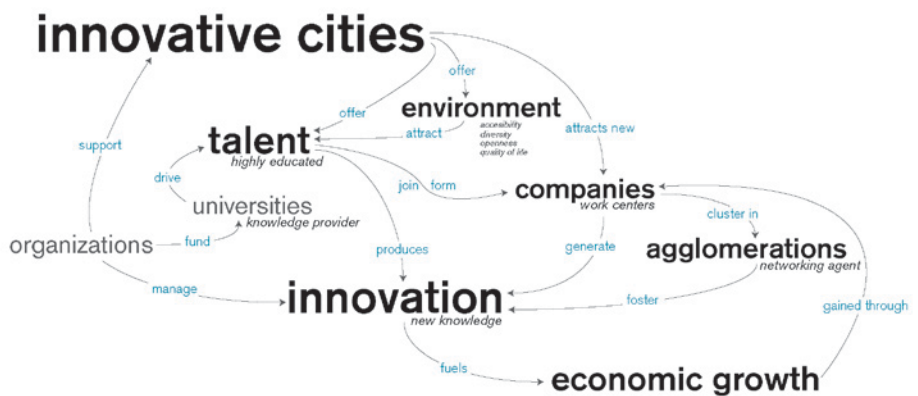 innovative cities
offer
offer
environment
accesibility
diversity
openness
quality of life
attract
attracts new
support
talent
highly educated
drive
join form
companies
work centers
universities
knowledge provider
cluster in
organizations
fund
produces
generate
agglomerations
networking agent
manage
innovation
new knowledge
foster
gained through
fuels
economic growth